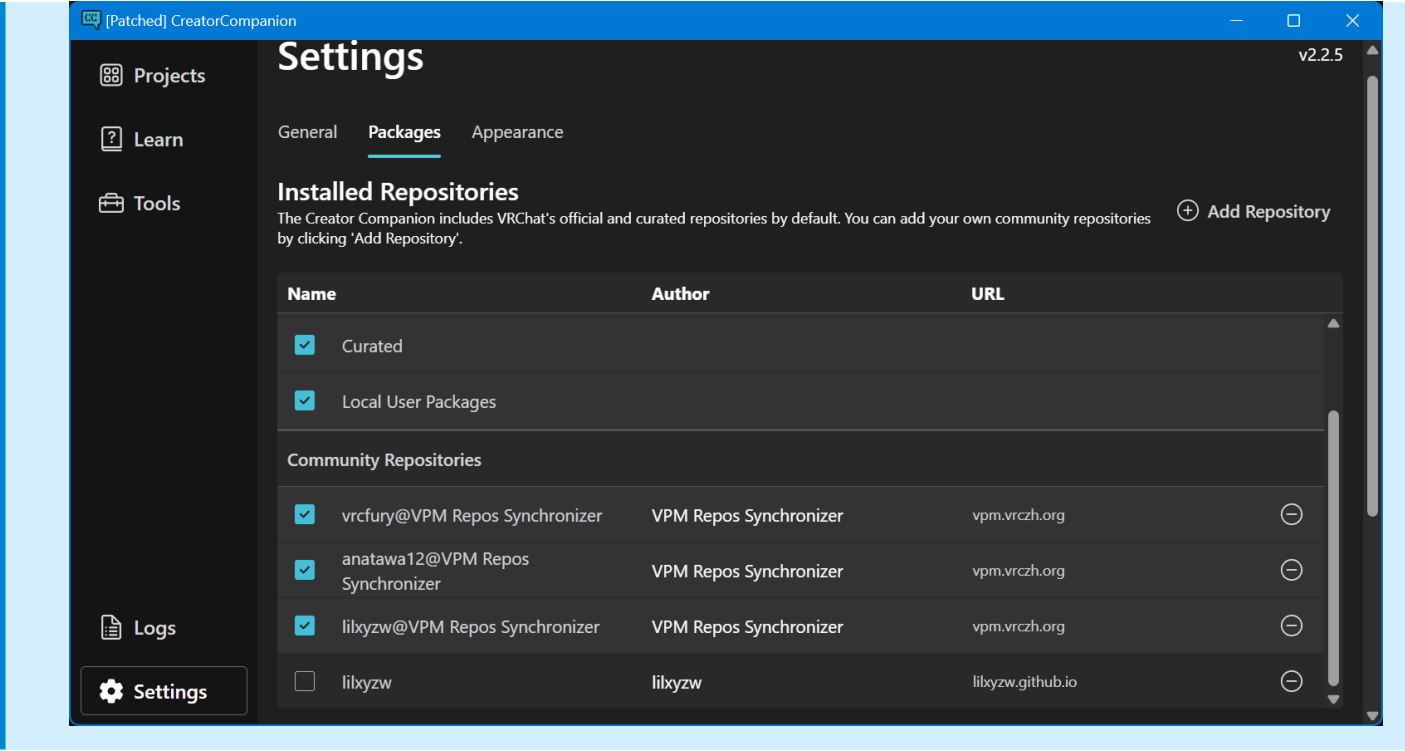 [Patched] CreatorCompanion
Settings
v2.2.5
Projects
Learn
Tools
Logs
Settings
General
Packages
Appearance
Installed Repositories
The Creator Companion includes VRChat's official and curated repositories by default. You can add your own community repositories
by clicking 'Add Repository'.
Add Repository
Name Author URL
Curated
Local User Packages
Community Repositories
vrcfury@VPM Repos Synchronizer VPM Repos Synchronizer vpm.vrczh.org
anatawa12@VPM Repos
Synchronizer VPM Repos Synchronizer vpm.vrczh.org
lilxyzw@VPM Repos Synchronizer VPM Repos Synchronizer vpm.vrczh.org
lilxyzw lilxyzw lilxyzw.github.io